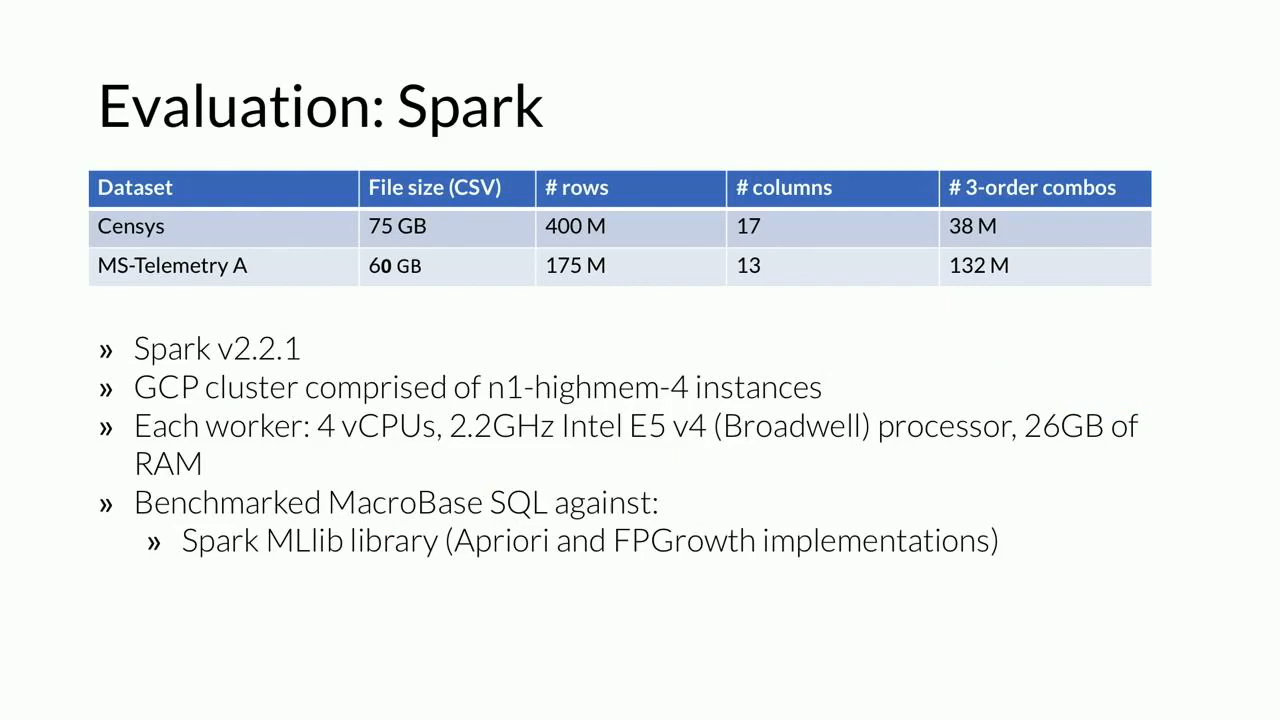 Evaluation: Spark
Dataset File size (CSV) # rows # columns # 3-order combos
Censys 75 GB 400 M 17 38 M
MS-Telemetry A 60 GB 175 M 13 132 M
» Spark v2.2.1
» GCP cluster comprised of n1-highmem-4 instances
» Each worker: 4 vCPUs, 2.2GHz Intel E5 v4 (Broadwell) processor, 26GB of
RAM
» Benchmarked MacroBase SQL against:
» Spark MLlib library (Apriori and FPGrowth implementations)